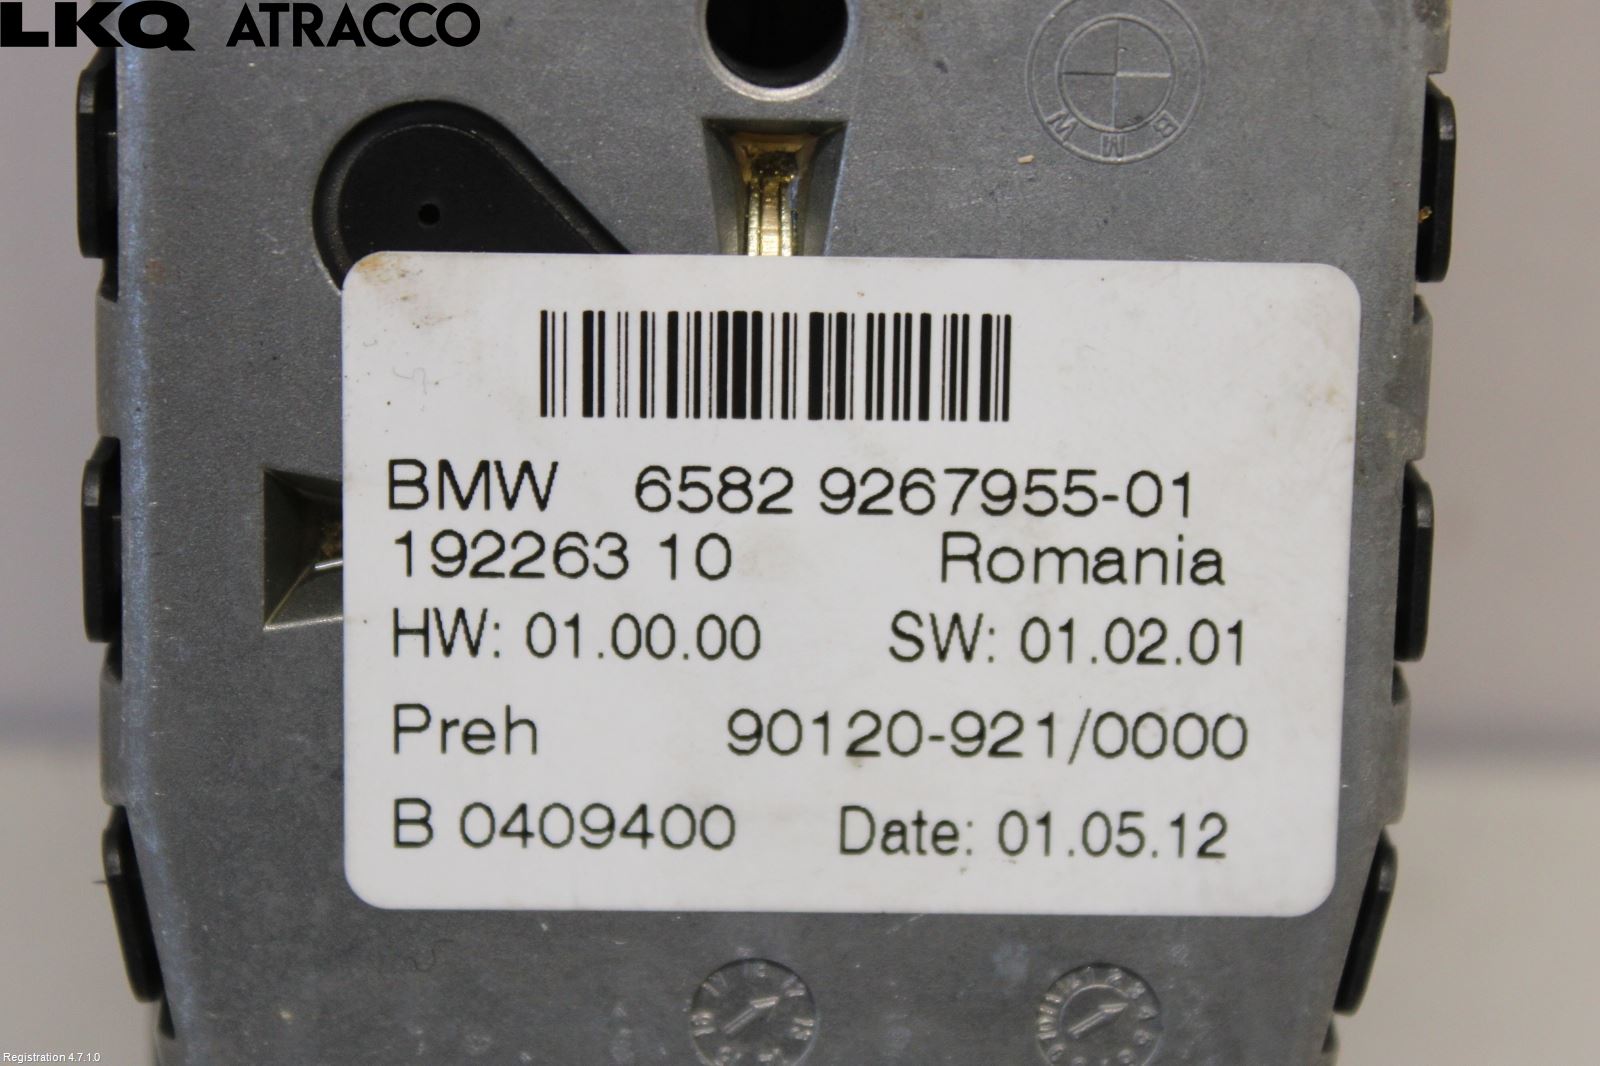 LKQ ATRACCO
BMW
BMW 6582 9267955-01
192263 10 Romania
HW: 01.00.00 SW: 01.02.01
Preh 90120-921/0000
B 0409400 Date: 01.05.12
Registration 4.7.1.0